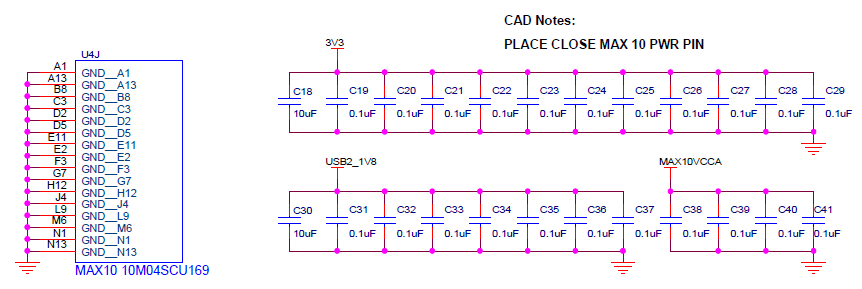 CAD Notes:
PLACE CLOSE MAX 10 PWR PIN
U4J
A1 GND__A1
A13 GND__A13
B8 GND__B8
C3 GND__C3
D2 GND__D2
D5 GND__D5
E11 GND__E11
E2 GND__E2
F3 GND__F3
G7 GND__G7
H12 GND__H12
J4 GND__J4
L9 GND__L9
M6 GND__M6
N1 GND__N1
N13 GND__N13
MAX10 10M04SCU169
3V3
C18 C19 C20 C21 C22 C23 C24 C25 C26 C27 C28 C29
10uF 0.1uF 0.1uF 0.1uF 0.1uF 0.1uF 0.1uF 0.1uF 0.1uF 0.1uF 0.1uF 0.1uF
USB2_1V8 MAX10VCCA
C30 C31 C32 C33 C34 C35 C36 C37 C38 C39 C40 C41
10uF 0.1uF 0.1uF 0.1uF 0.1uF 0.1uF 0.1uF 0.1uF 0.1uF 0.1uF 0.1uF 0.1uF